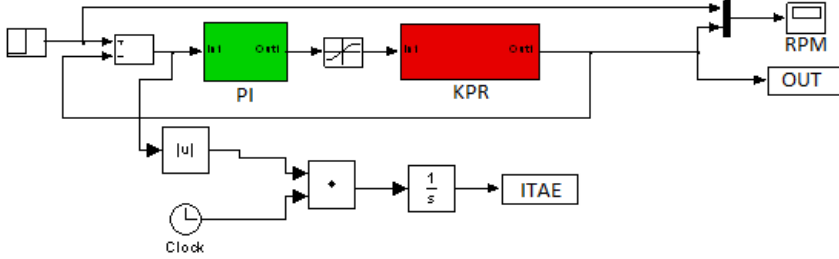 +
−
In1
Out1
PI
In1
Out1
KPR
RPM
OUT
|u|
Clock
1
s
ITAE